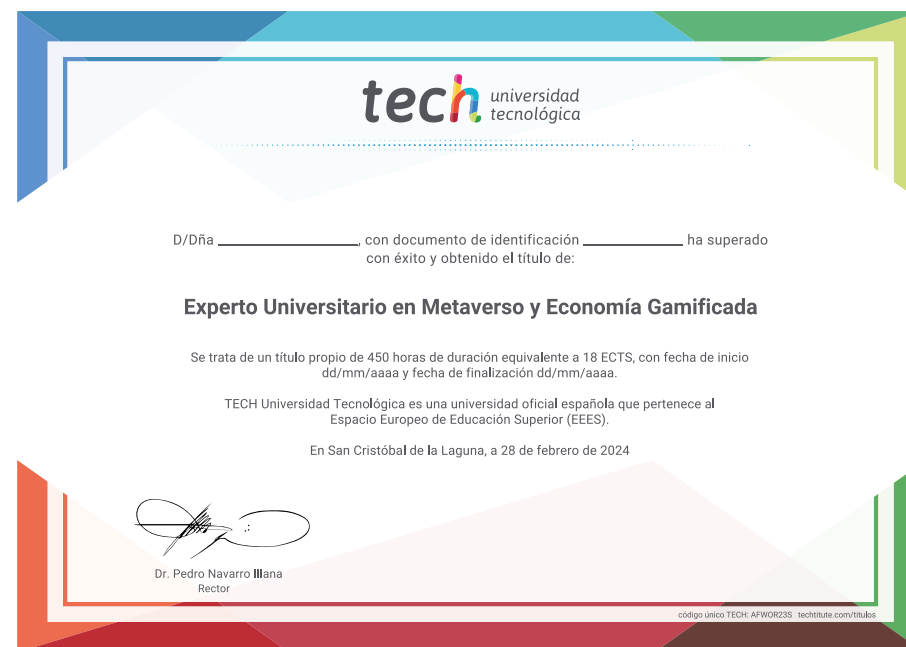 tech universidad
tecnológica
D/Dña ____________________, con documento de identificación ______________ ha superado
con éxito y obtenido el título de:
Experto Universitario en Metaverso y Economía Gamificada
Se trata de un título propio de 450 horas de duración equivalente a 18 ECTS, con fecha de inicio
dd/mm/aaaa y fecha de finalización dd/mm/aaaa.
TECH Universidad Tecnológica es una universidad oficial española que pertenece al
Espacio Europeo de Educación Superior (EEES).
En San Cristóbal de la Laguna, a 28 de febrero de 2024
Dr. Pedro Navarro Illana
Rector
código único TECH: AFWOR23S techtitute.com/titulos